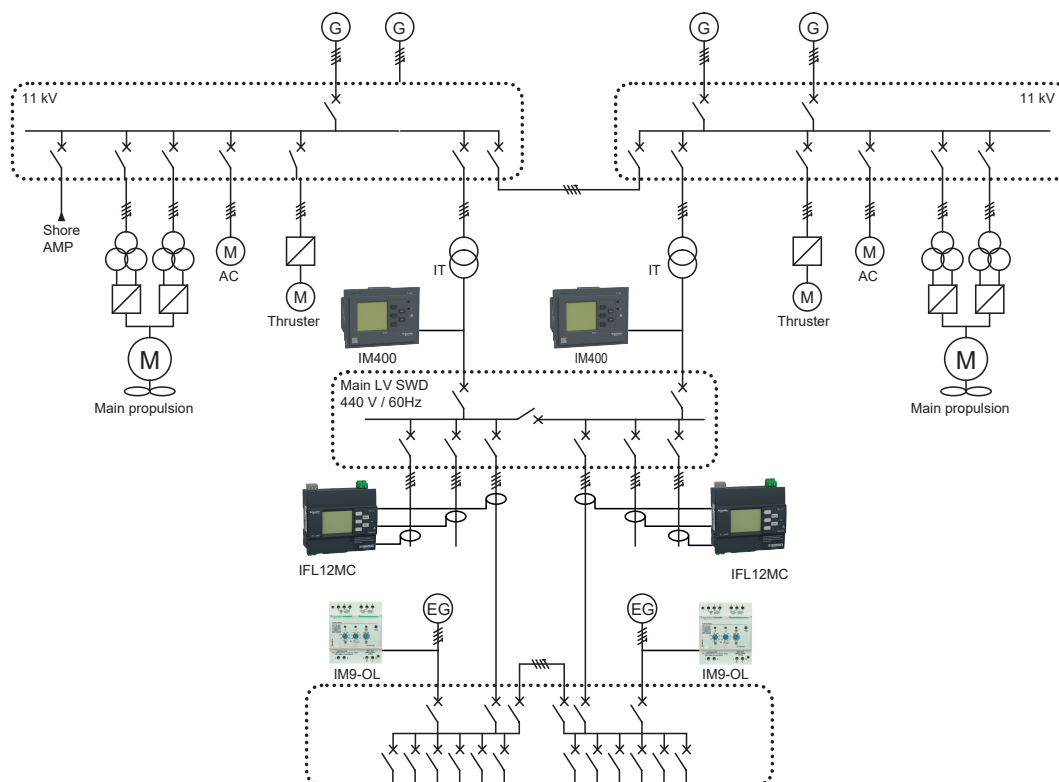 G
G
G
G
11 kV
11 kV
Shore
AMP
M
AC
M
Thruster
M
Main propulsion
IT
IT
IM400
IM400
M
Thruster
M
AC
M
Main propulsion
Main LV SWD
440 V / 60Hz
IFL12MC
IFL12MC
EG
EG
IM9-OL
IM9-OL